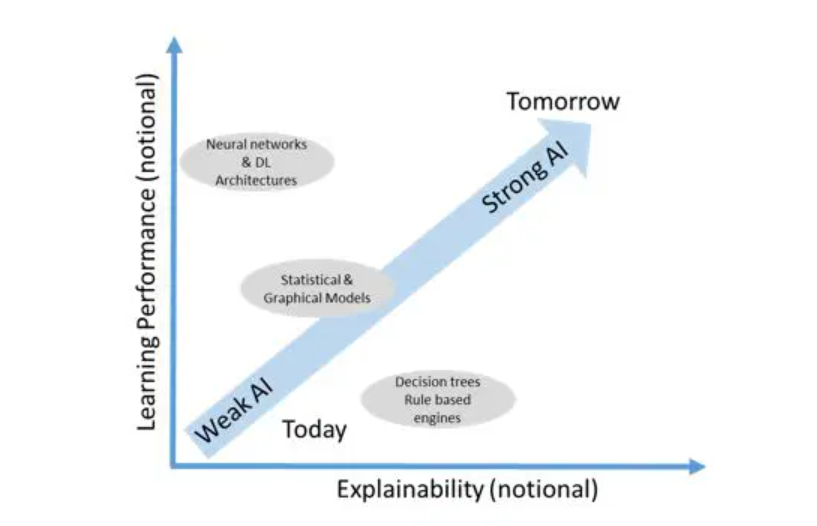 Learning Performance (notional)
Tomorrow
Neural networks
& DL
Architectures
Strong AI
Statistical &
Graphical Models
Decision trees
Rule based
engines
Weak AI
Today
Explainability (notional)